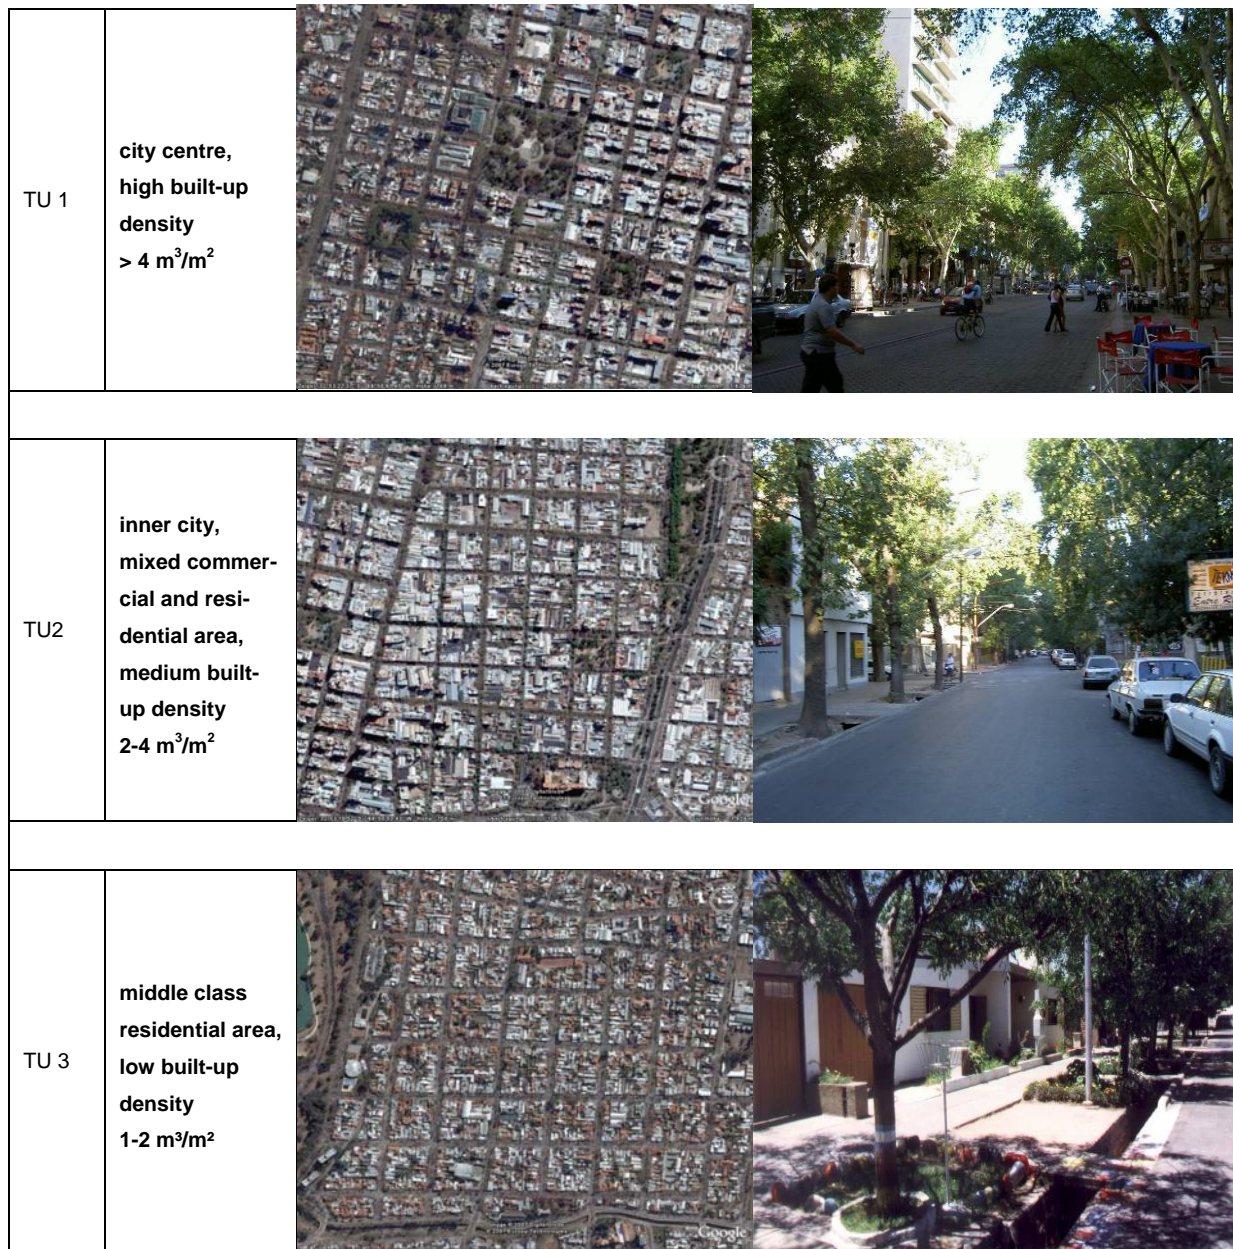 TU 1
city centre,
high built-up
density
> 4 m³/m²
Google
TU2
inner city,
mixed commer-
cial and resi-
dential area,
medium built-
up density
2-4 m³/m²
Google
Entre
TU 3
middle class
residential area,
low built-up
density
1-2 m³/m²
Google